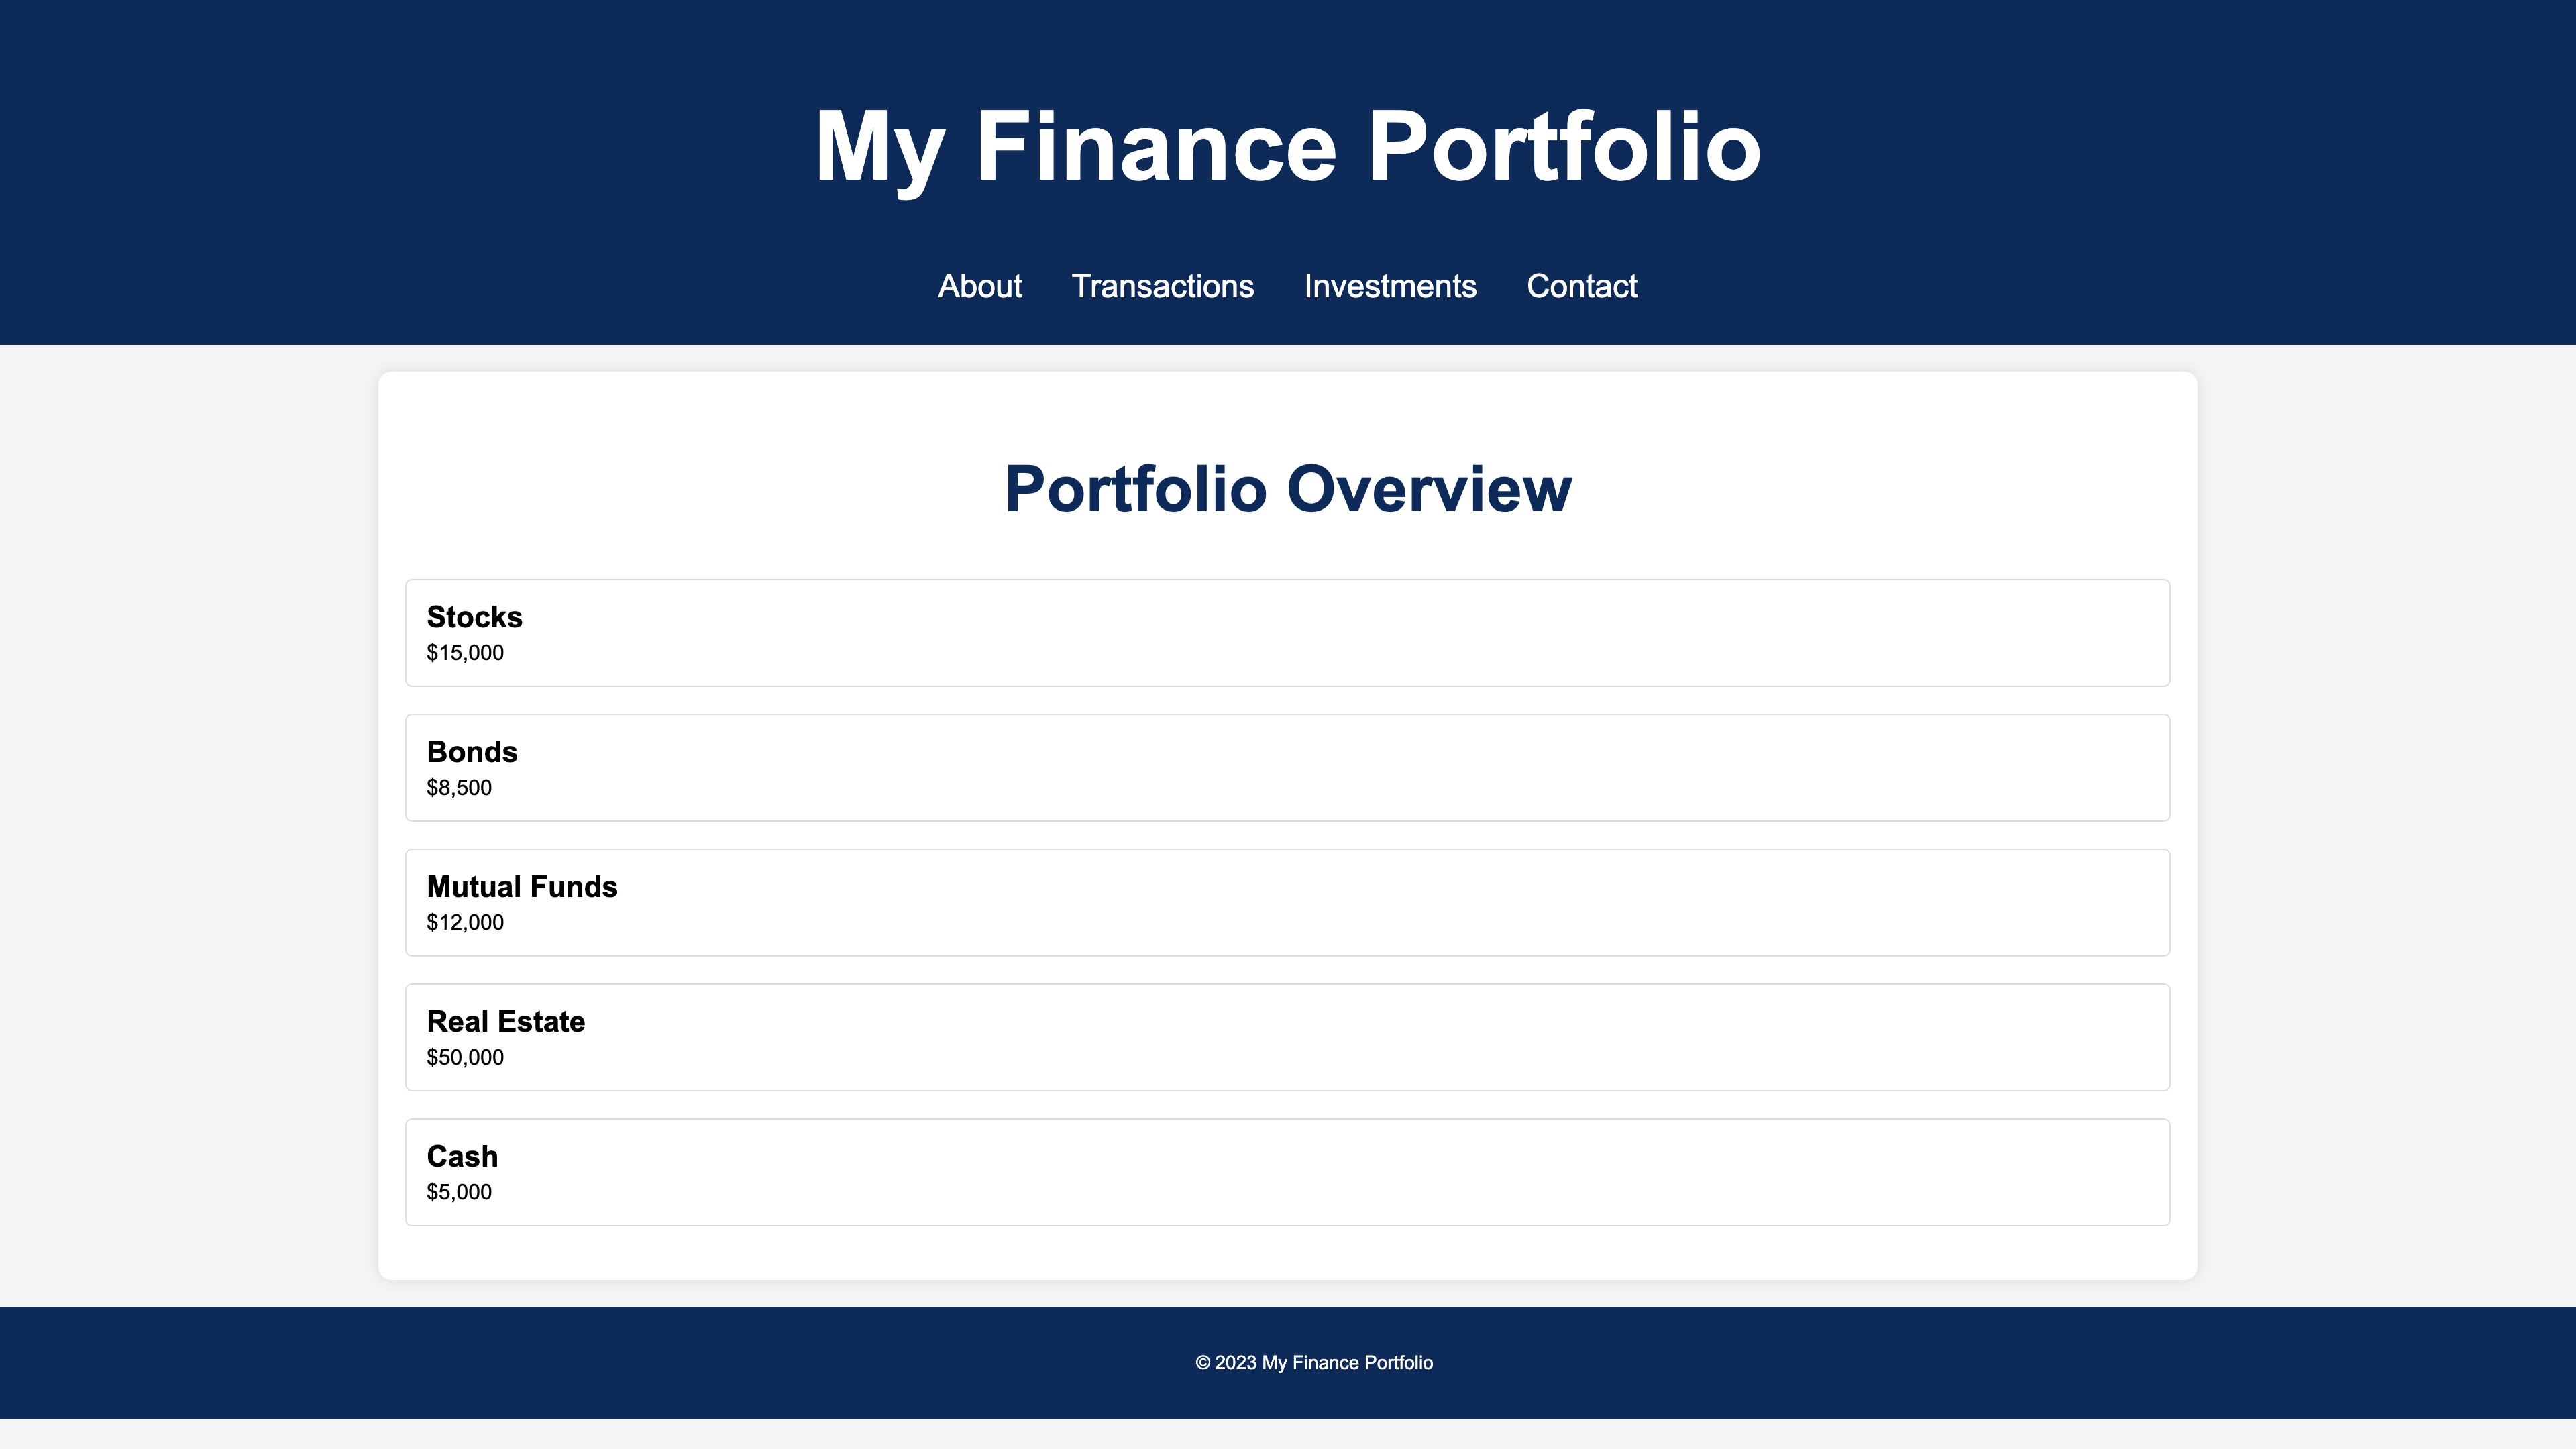 My Finance Portfolio
About Transactions Investments Contact
Portfolio Overview
Stocks
$15,000
Bonds
$8,500
Mutual Funds
$12,000
Real Estate
$50,000
Cash
$5,000
© 2023 My Finance Portfolio